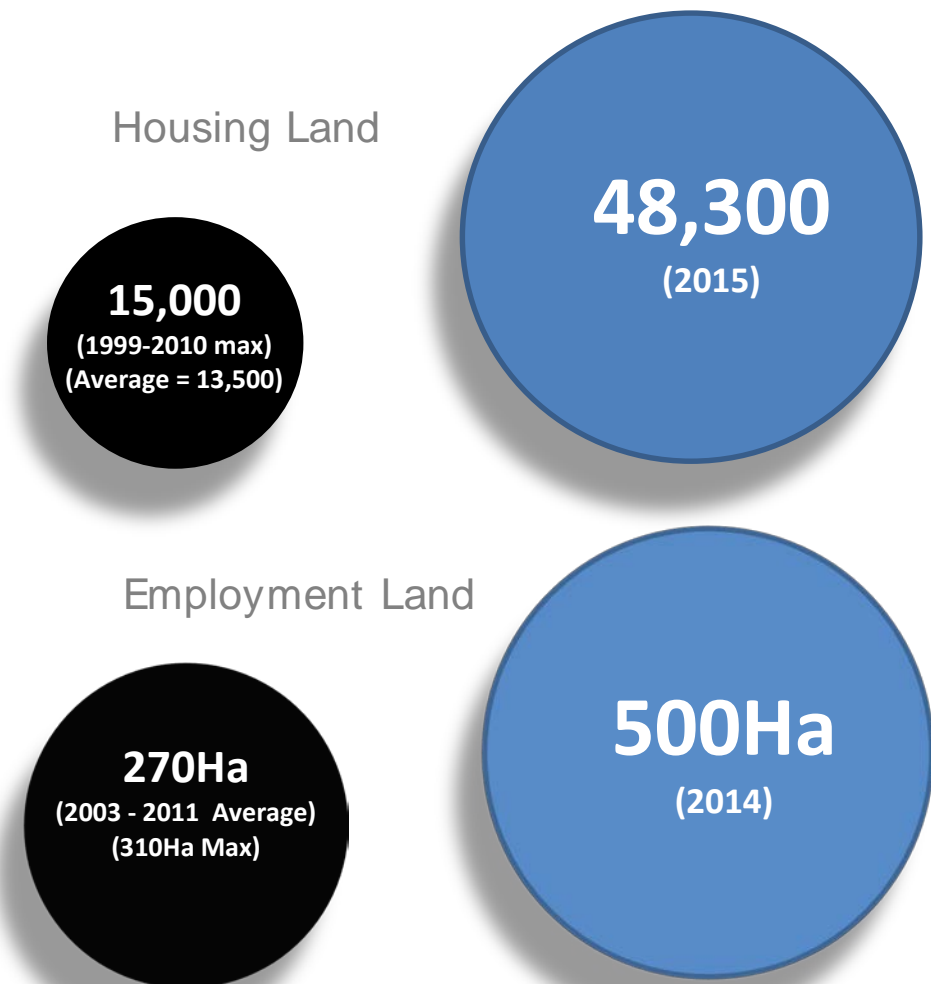 Housing Land
48,300
(2015)
15,000
(1999-2010 max)
(Average = 13,500)
Employment Land
500Ha
(2014)
270Ha
(2003 - 2011 Average)
(310Ha Max)